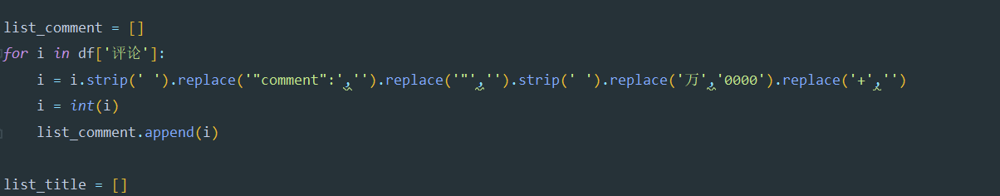 list_comment = []
for i in df['评论']:
    i = i.strip(' ').replace('"comment":','').replace('"','').strip(' ').replace('万','0000').replace('+','')
    i = int(i)
    list_comment.append(i)
list_title = []